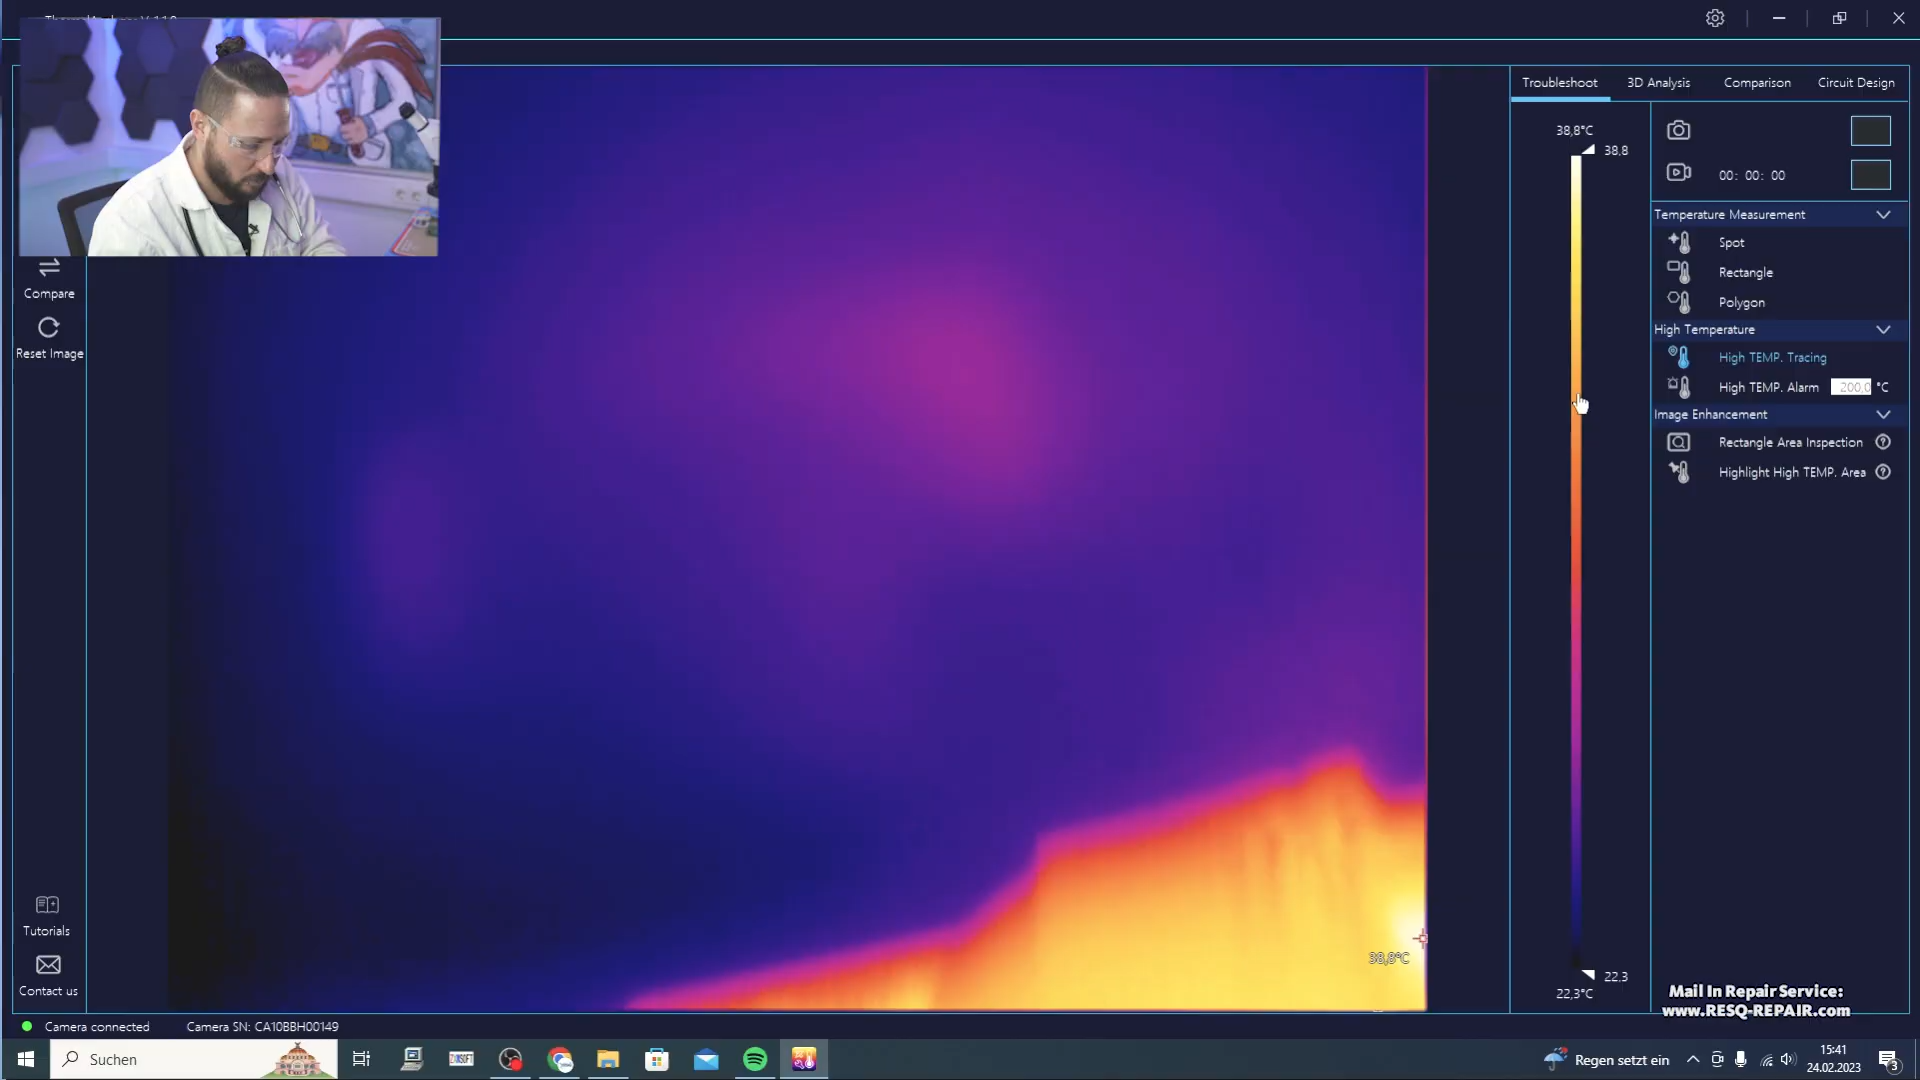 Troubleshoot
3D Analysis
Comparison
Circuit Design
38,8°C
38,8
00: 00: 00
Temperature Measurement
Spot
Rectangle
Polygon
High Temperature
High TEMP. Tracing
High TEMP. Alarm 200,0 °C
Image Enhancement
Rectangle Area Inspection
Highlight High TEMP. Area
Compare
Reset Image
Tutorials
Contact us
38,8°C
22.3
22,3°C
Mail In Repair Service:
www.RESQ-REPAIR.com
Camera connected
Camera SN: CA10BBH00149
Suchen
Regen setzt ein
15:41
24.02.2023
3